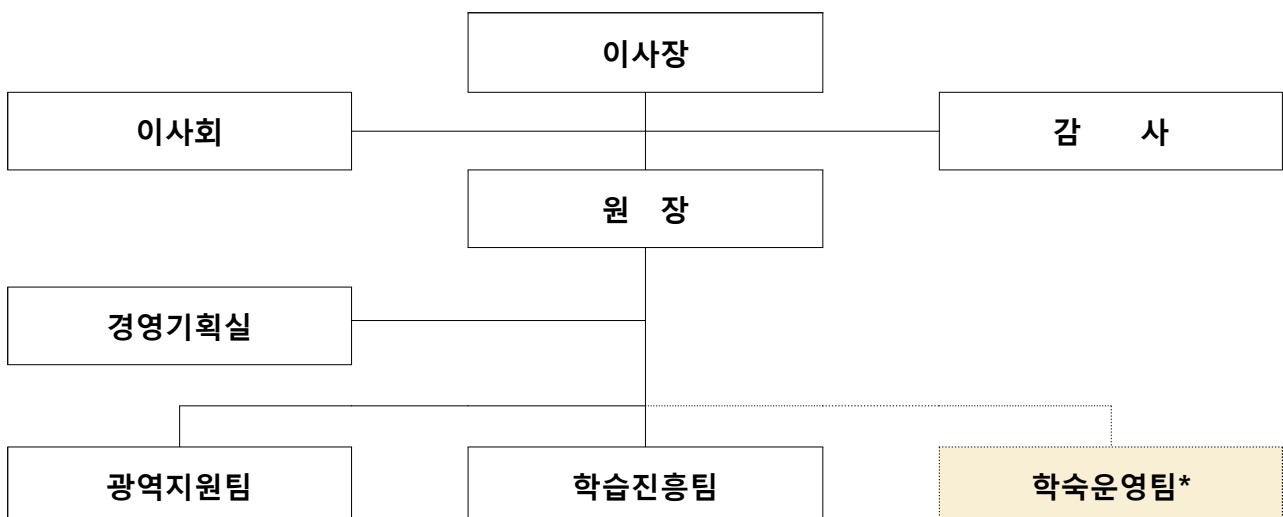 이사장
이사회
감 사
원 장
경영기획실
광역지원팀
학습진흥팀
학숙운영팀*